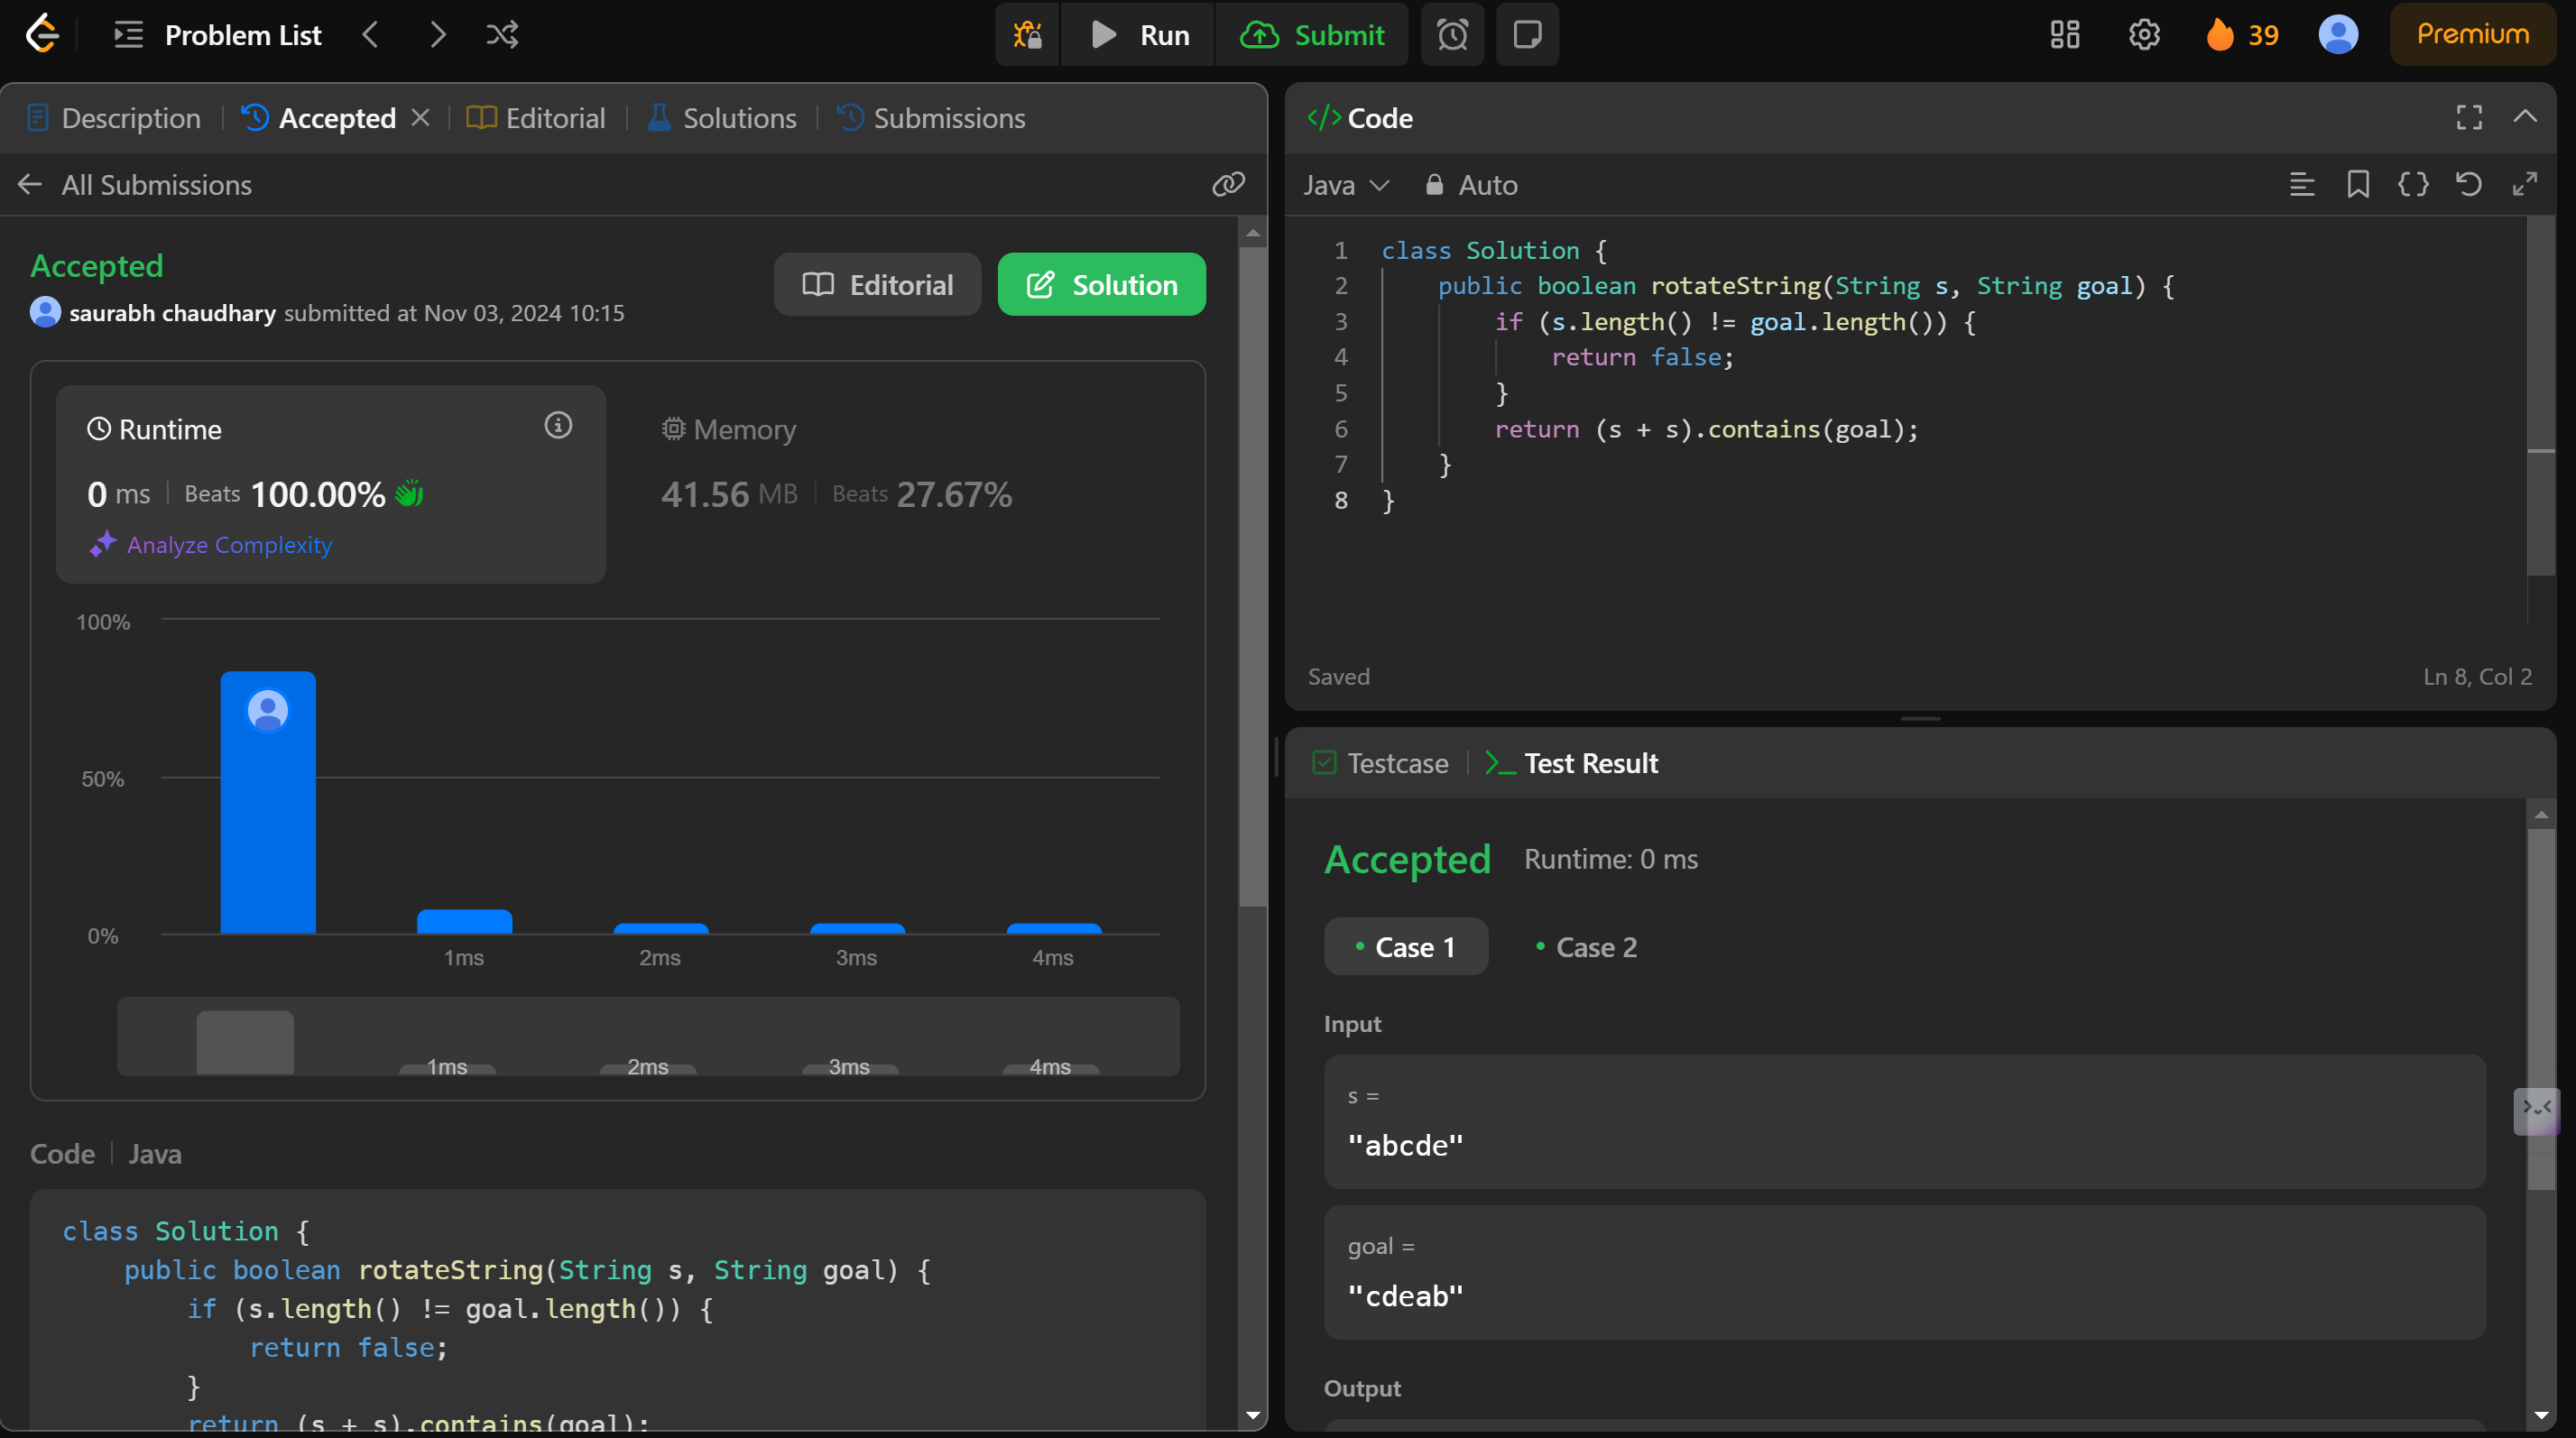 Problem List
Run
Submit
39
Premium
Description
Accepted
Editorial
Solutions
Submissions
All Submissions
Accepted
saurabh chaudhary submitted at Nov 03, 2024 10:15
Editorial
Solution
Runtime
0 ms
Beats 100.00%
Analyze Complexity
Memory
41.56 MB
Beats 27.67%
100%
50%
0%
1ms
2ms
3ms
4ms
1ms
2ms
3ms
4ms
Code
Java
class Solution {
public boolean rotateString(String s, String goal) {
if (s.length() != goal.length()) {
return false;
}
return (s + s).contains(goal);
</> Code
Java
Auto
1 class Solution {
2 public boolean rotateString(String s, String goal) {
3 if (s.length() != goal.length()) {
4 return false;
5 }
6 return (s + s).contains(goal);
7 }
8 }
Saved
Ln 8, Col 2
Testcase
Test Result
Accepted
Runtime: 0 ms
Case 1
Case 2
Input
s =
"abcde"
goal =
"cdeab"
Output